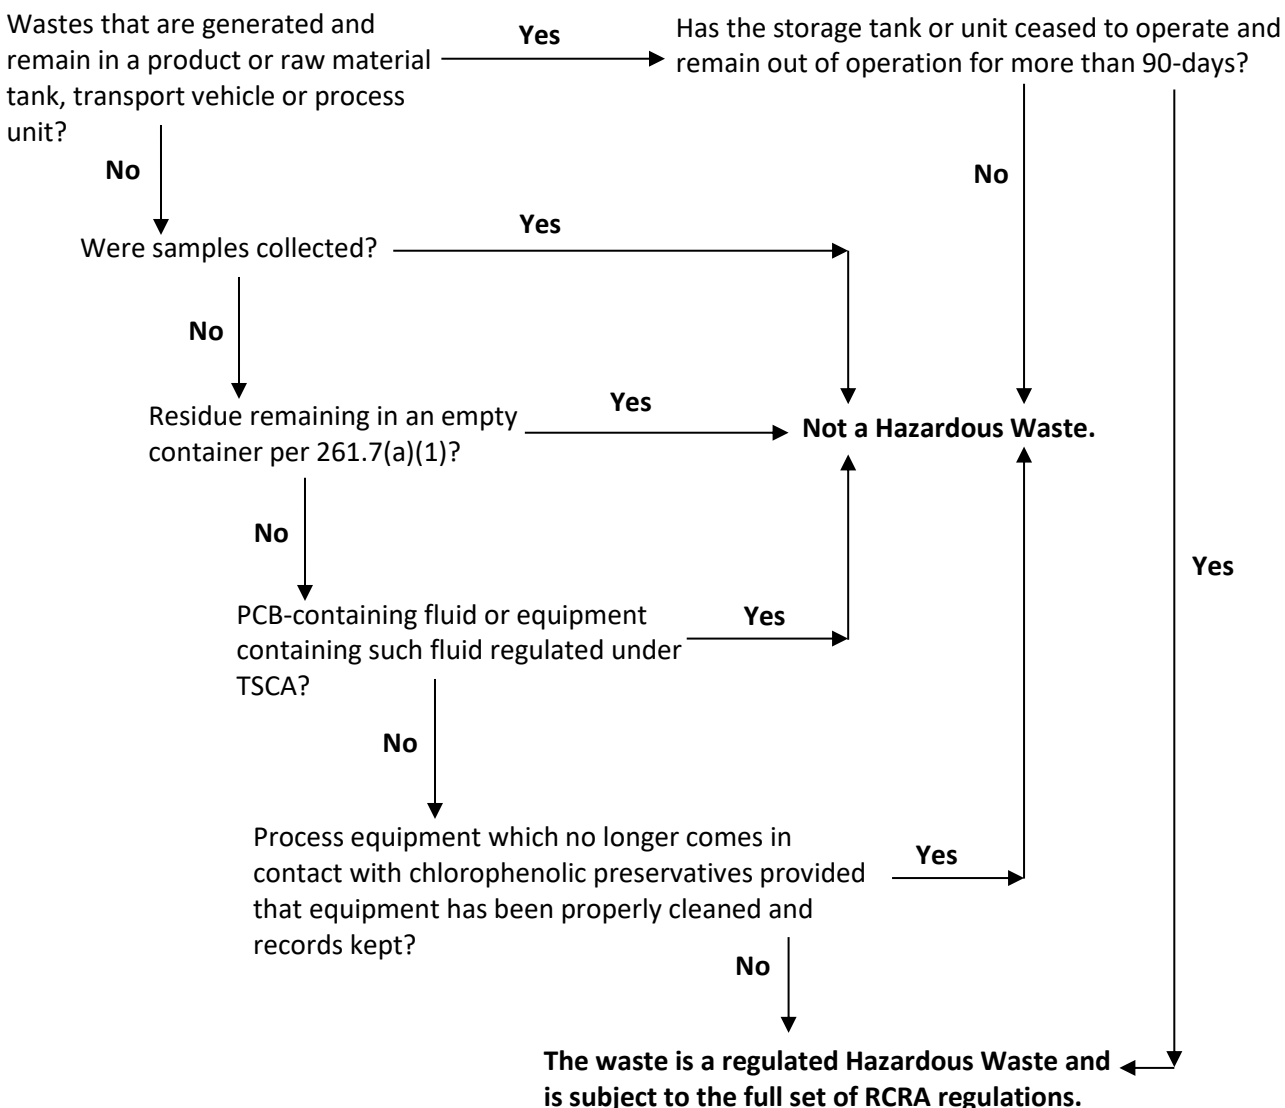 Wastes that are generated and
remain in a product or raw material
tank, transport vehicle or process
unit?
Yes
Has the storage tank or unit ceased to operate and
remain out of operation for more than 90-days?
No
No
Were samples collected?
Yes
No
Residue remaining in an empty
container per 261.7(a)(1)?
Yes
Not a Hazardous Waste.
No
Yes
PCB-containing fluid or equipment
containing such fluid regulated under
TSCA?
Yes
No
Process equipment which no longer comes in
contact with chlorophenolic preservatives provided
that equipment has been properly cleaned and
records kept?
Yes
No
The waste is a regulated Hazardous Waste and
is subject to the full set of RCRA regulations.